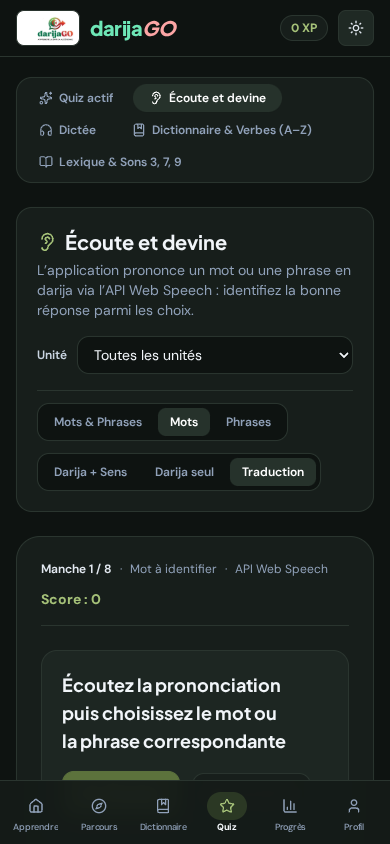 darijaGO
darijaGO
0 XP
Quiz actif
Écoute et devine
Dictée
Dictionnaire & Verbes (A–Z)
Lexique & Sons 3, 7, 9
Écoute et devine
L’application prononce un mot ou une phrase en
darija via l’API Web Speech : identifiez la bonne
réponse parmi les choix.
Unité
Toutes les unités
Mots & Phrases
Mots
Phrases
Darija + Sens
Darija seul
Traduction
Manche 1 / 8 · Mot à identifier · API Web Speech
Score : 0
Écoutez la prononciation
puis choisissez le mot ou
la phrase correspondante
Apprendre
Parcours
Dictionnaire
Quiz
Progrès
Profil